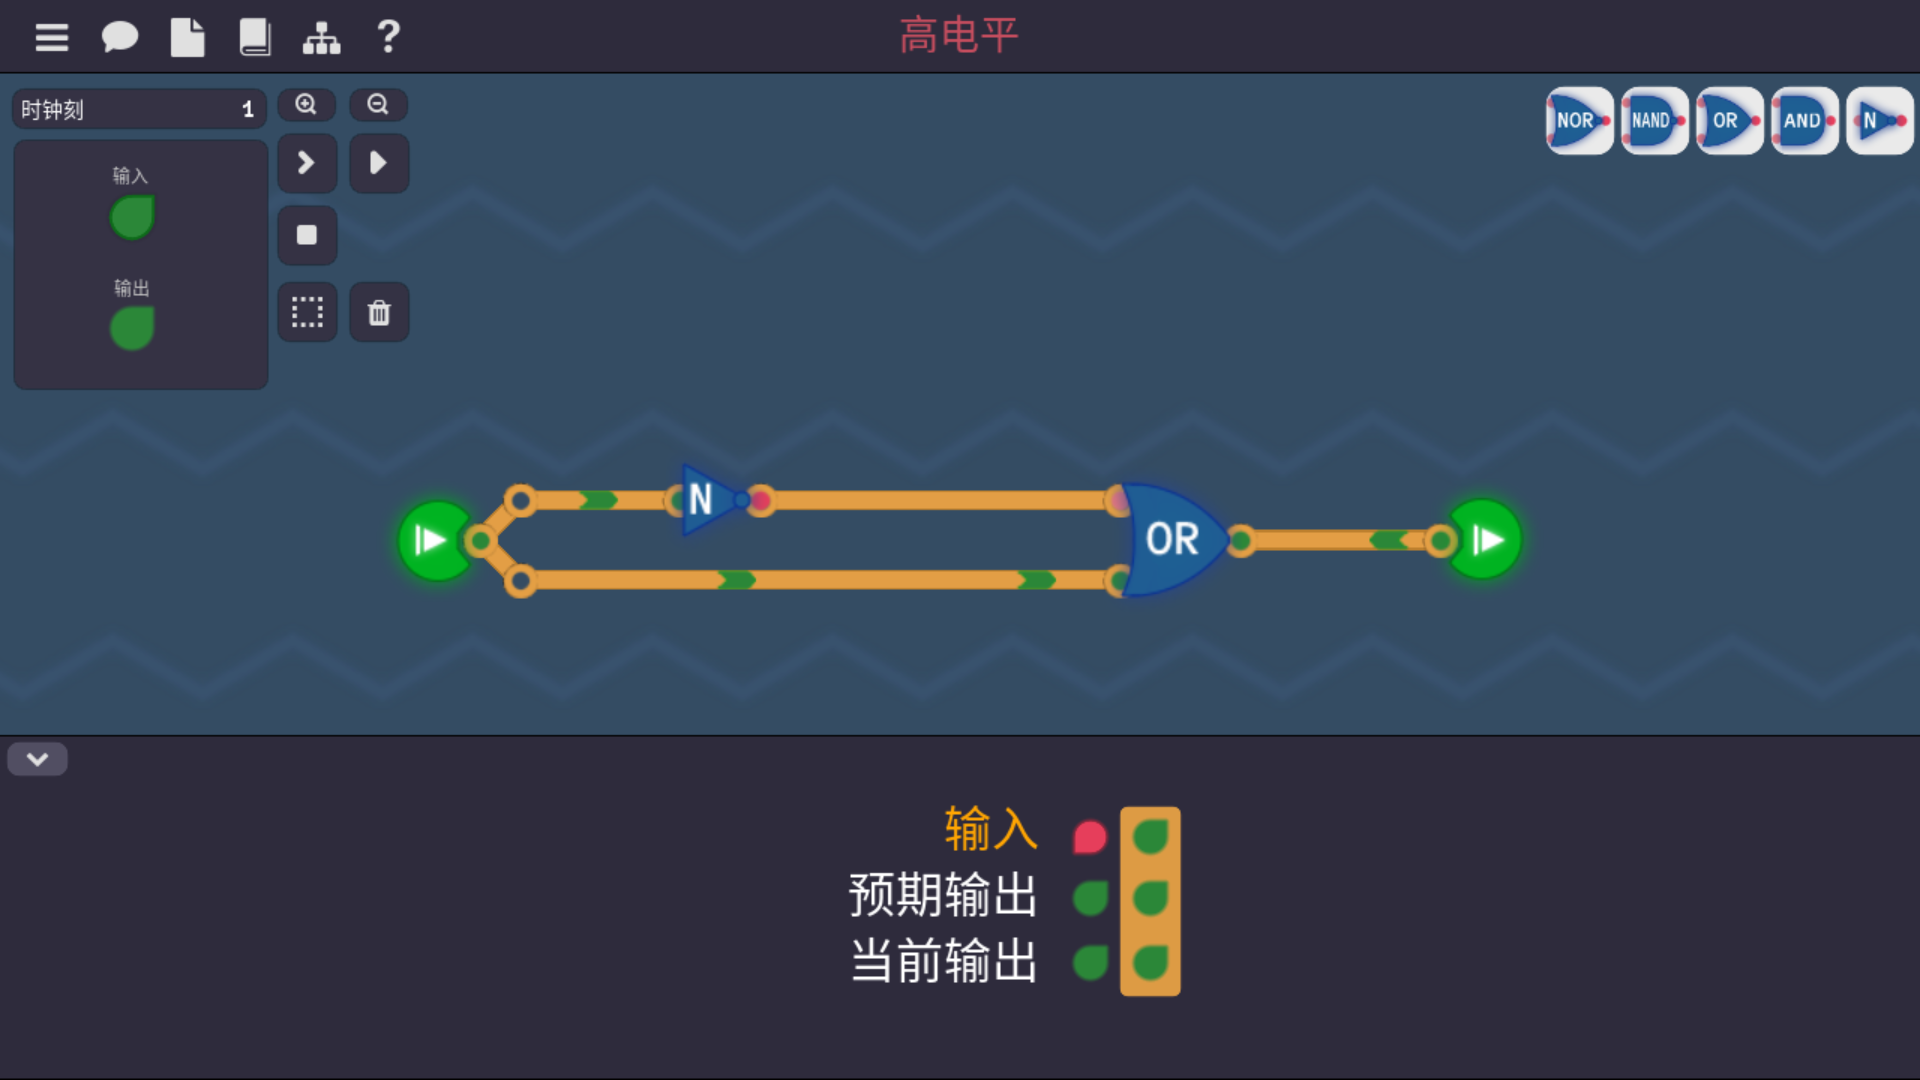 ?
高电平
时钟刻 1
NOR NAND OR AND N
输入
输出
N
OR
输入
预期输出
当前输出